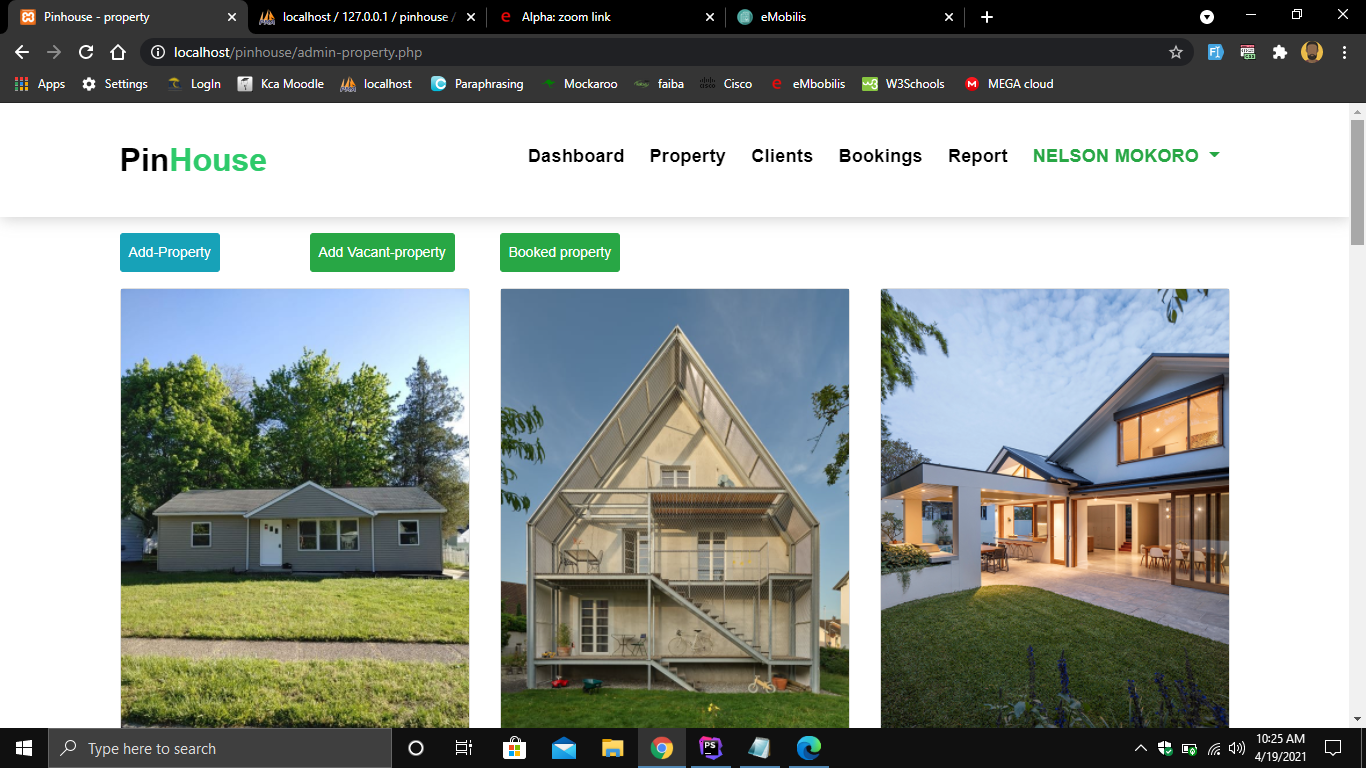 Pinhouse - property
localhost / 127.0.0.1 / pinhouse /
Alpha: zoom link
eMobilis
localhost/pinhouse/admin-property.php
Apps
Settings
LogIn
Kca Moodle
localhost
Paraphrasing
Mockaroo
faiba
Cisco
eMbobilis
W3Schools
MEGA cloud
PinHouse
Dashboard
Property
Clients
Bookings
Report
NELSON MOKORO
Add-Property
Add Vacant-property
Booked property
Type here to search
10:25 AM
4/19/2021